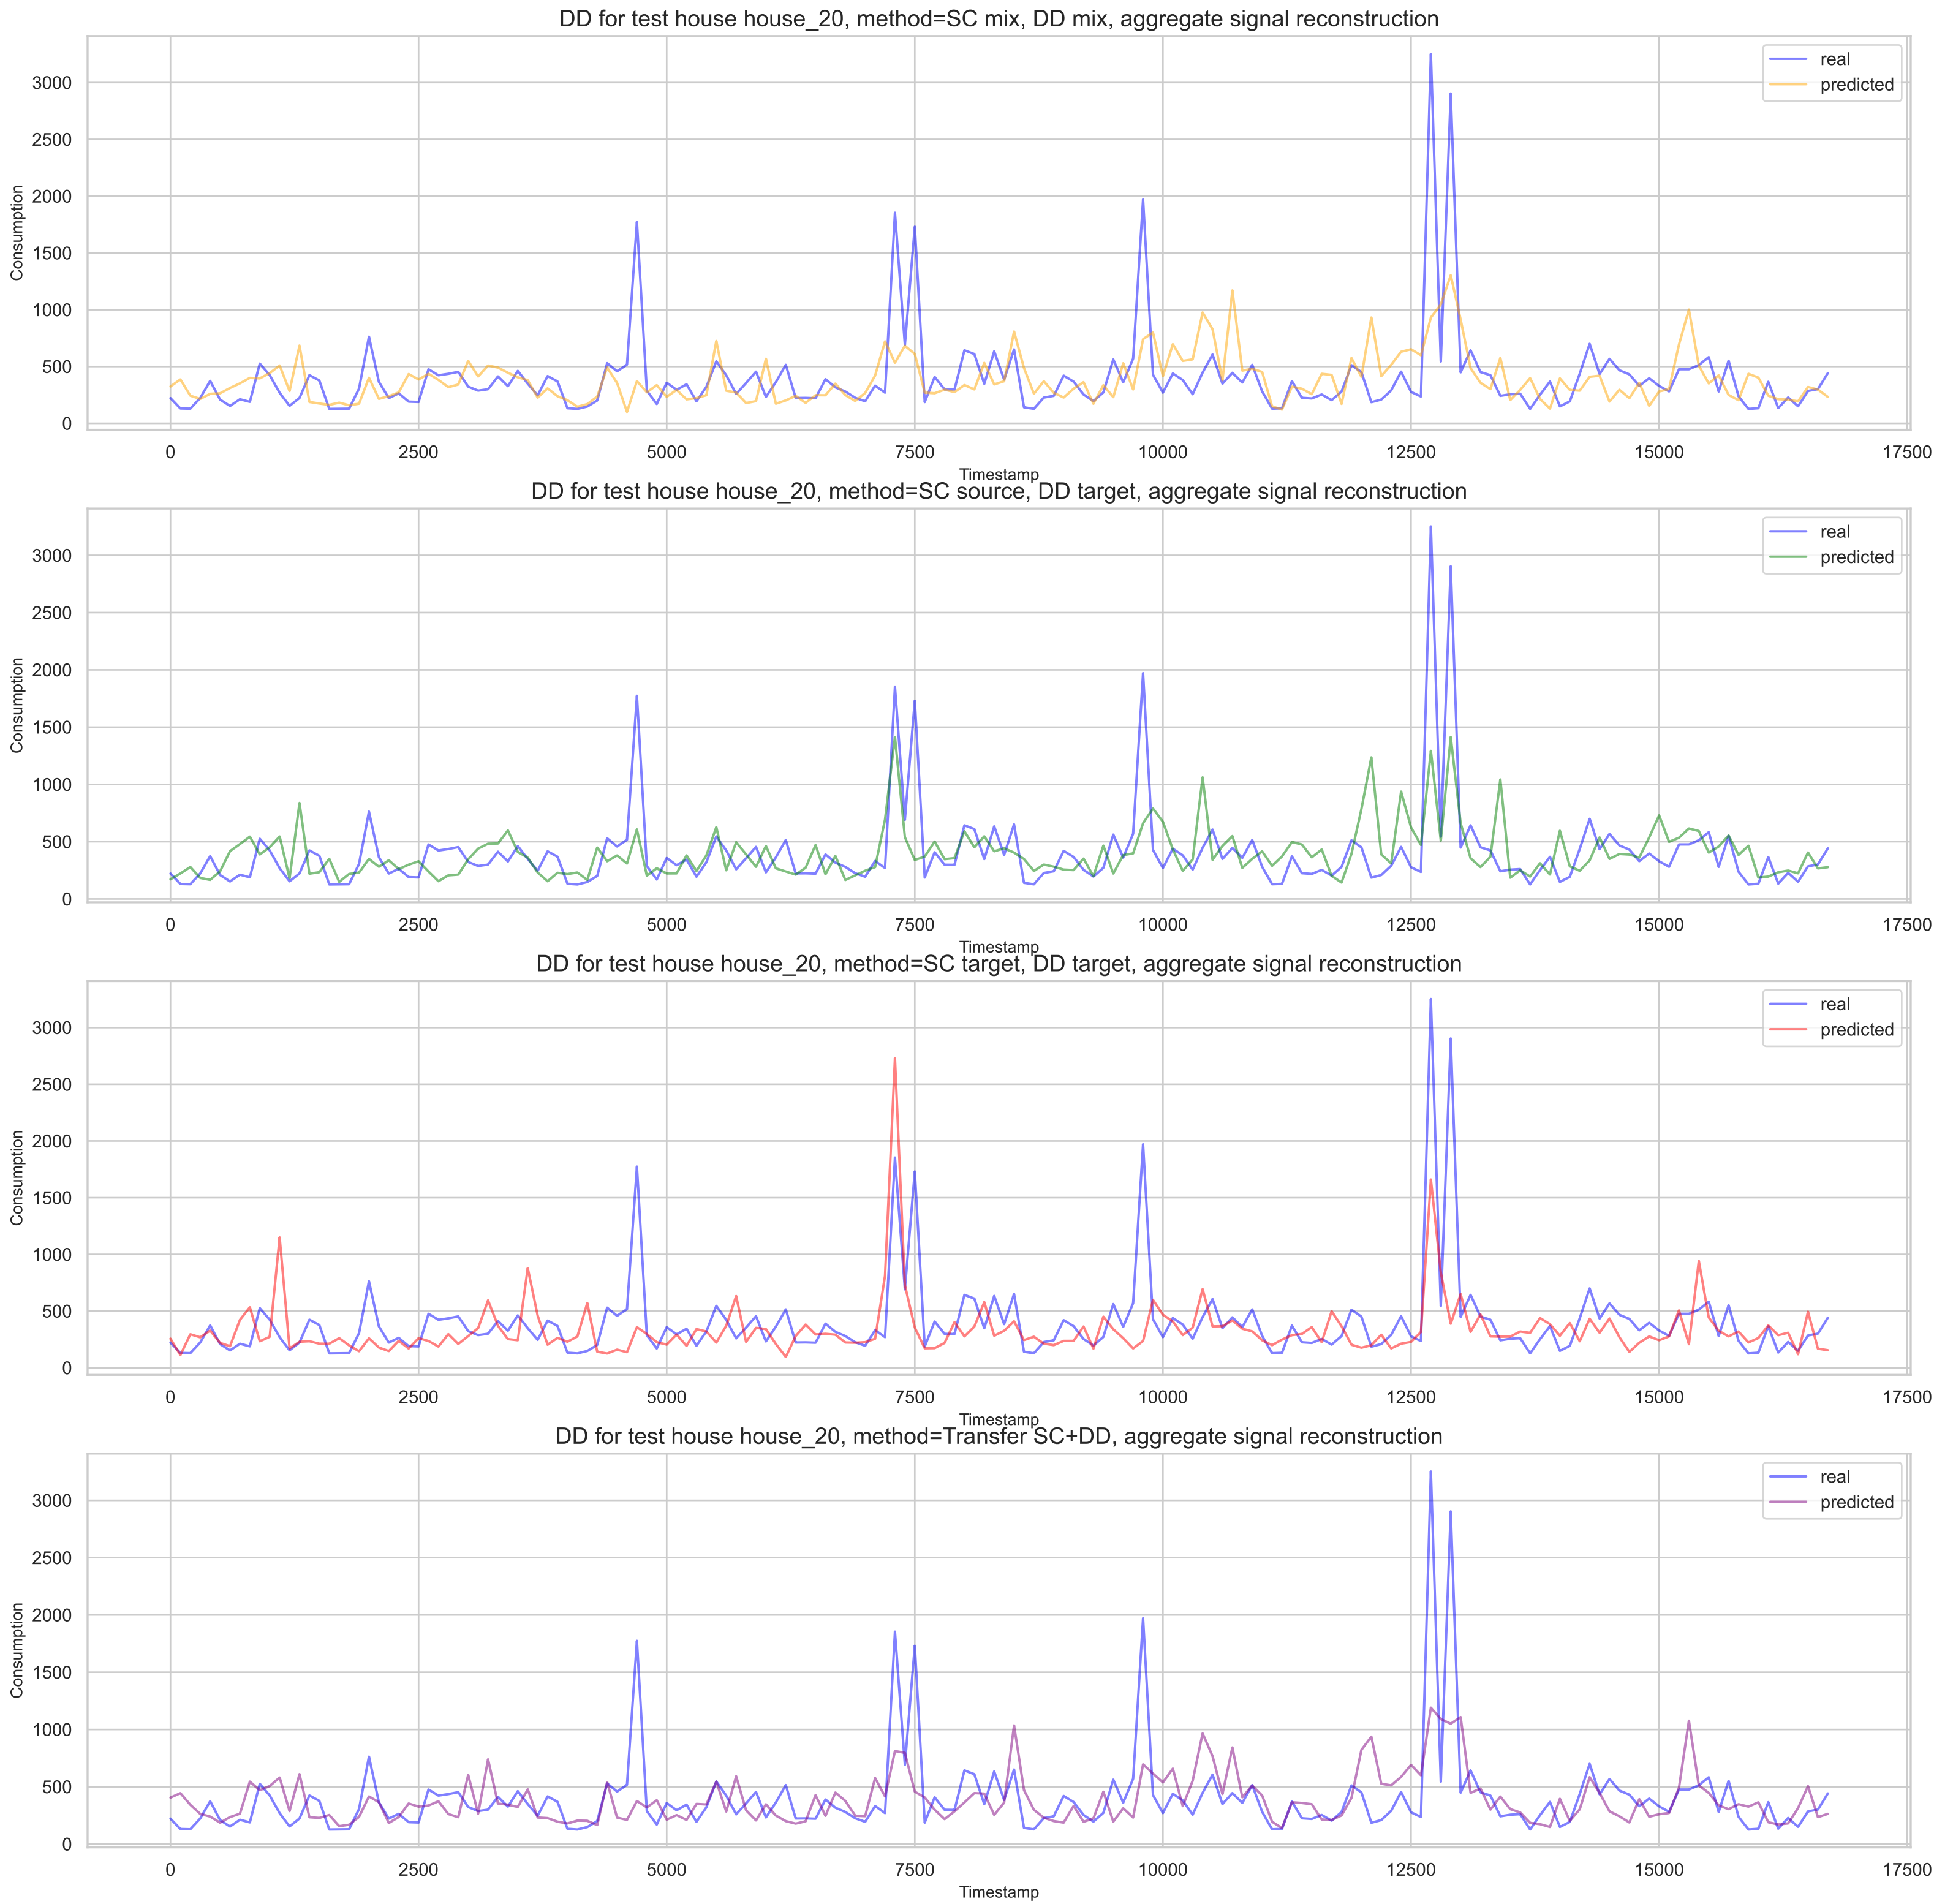 DD for test house house_20, method=SC mix, DD mix, aggregate signal reconstruction
real
predicted
Consumption
3000
2500
2000
1500
1000
500
0
0 2500 5000 7500 10000 12500 15000 17500
Timestamp
DD for test house house_20, method=SC source, DD target, aggregate signal reconstruction
real
predicted
Consumption
3000
2500
2000
1500
1000
500
0
0 2500 5000 7500 10000 12500 15000 17500
Timestamp
DD for test house house_20, method=SC target, DD target, aggregate signal reconstruction
real
predicted
Consumption
3000
2500
2000
1500
1000
500
0
0 2500 5000 7500 10000 12500 15000 17500
Timestamp
DD for test house house_20, method=Transfer SC+DD, aggregate signal reconstruction
real
predicted
Consumption
3000
2500
2000
1500
1000
500
0
0 2500 5000 7500 10000 12500 15000 17500
Timestamp